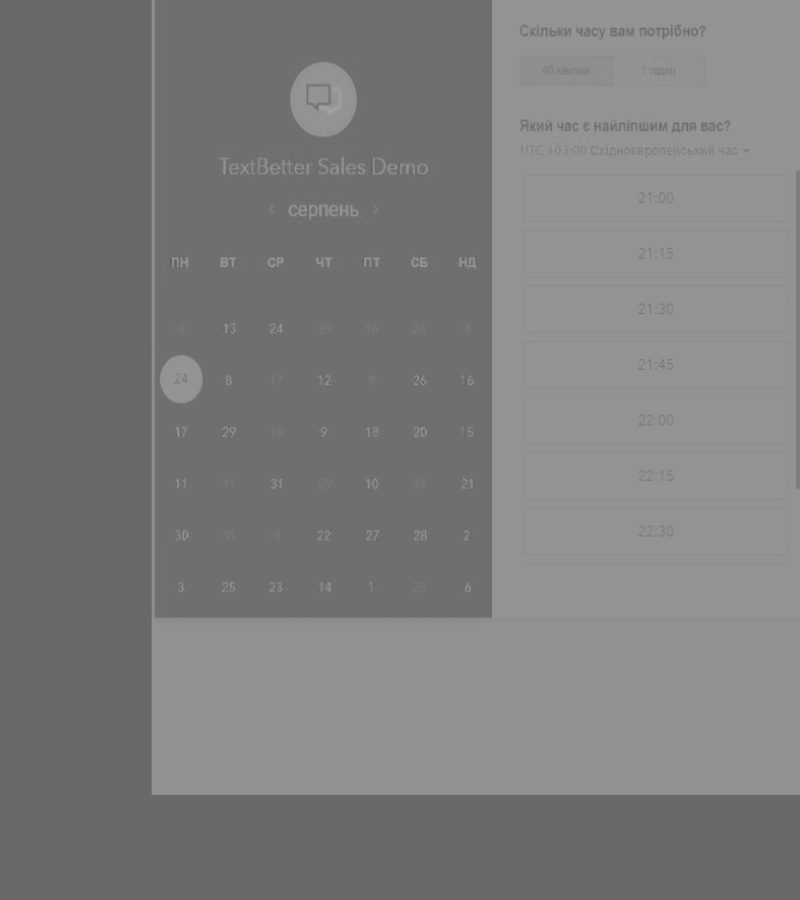 TextBetter Sales Demo
‹ серпень ›
ПН ВТ СР ЧТ ПТ СБ НД
8 13 24 29 16 24 4
24 8 17 12 9 26 16
17 29 10 9 18 20 15
11 11 31 29 10 24 21
30 31 4 22 27 28 2
3 25 23 14 1 25 6
Скільки часу вам потрібно?
40 хвилин 1 годин
Який час є найліпшим для вас?
UTC +03:00 Східноєвропейський час
21:00
21:15
21:30
21:45
22:00
22:15
22:30